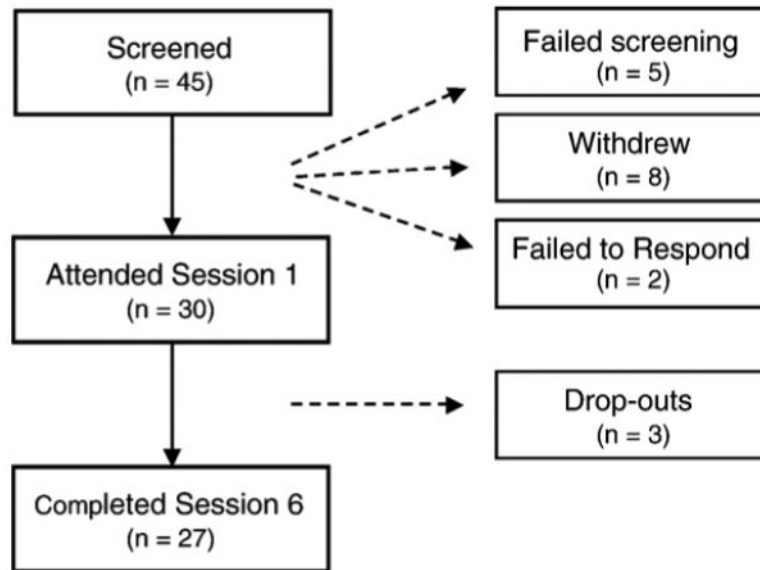 Screened
(n = 45)
Failed screening
(n = 5)
Withdrew
(n = 8)
Failed to Respond
(n = 2)
Attended Session 1
(n = 30)
Drop-outs
(n = 3)
Completed Session 6
(n = 27)